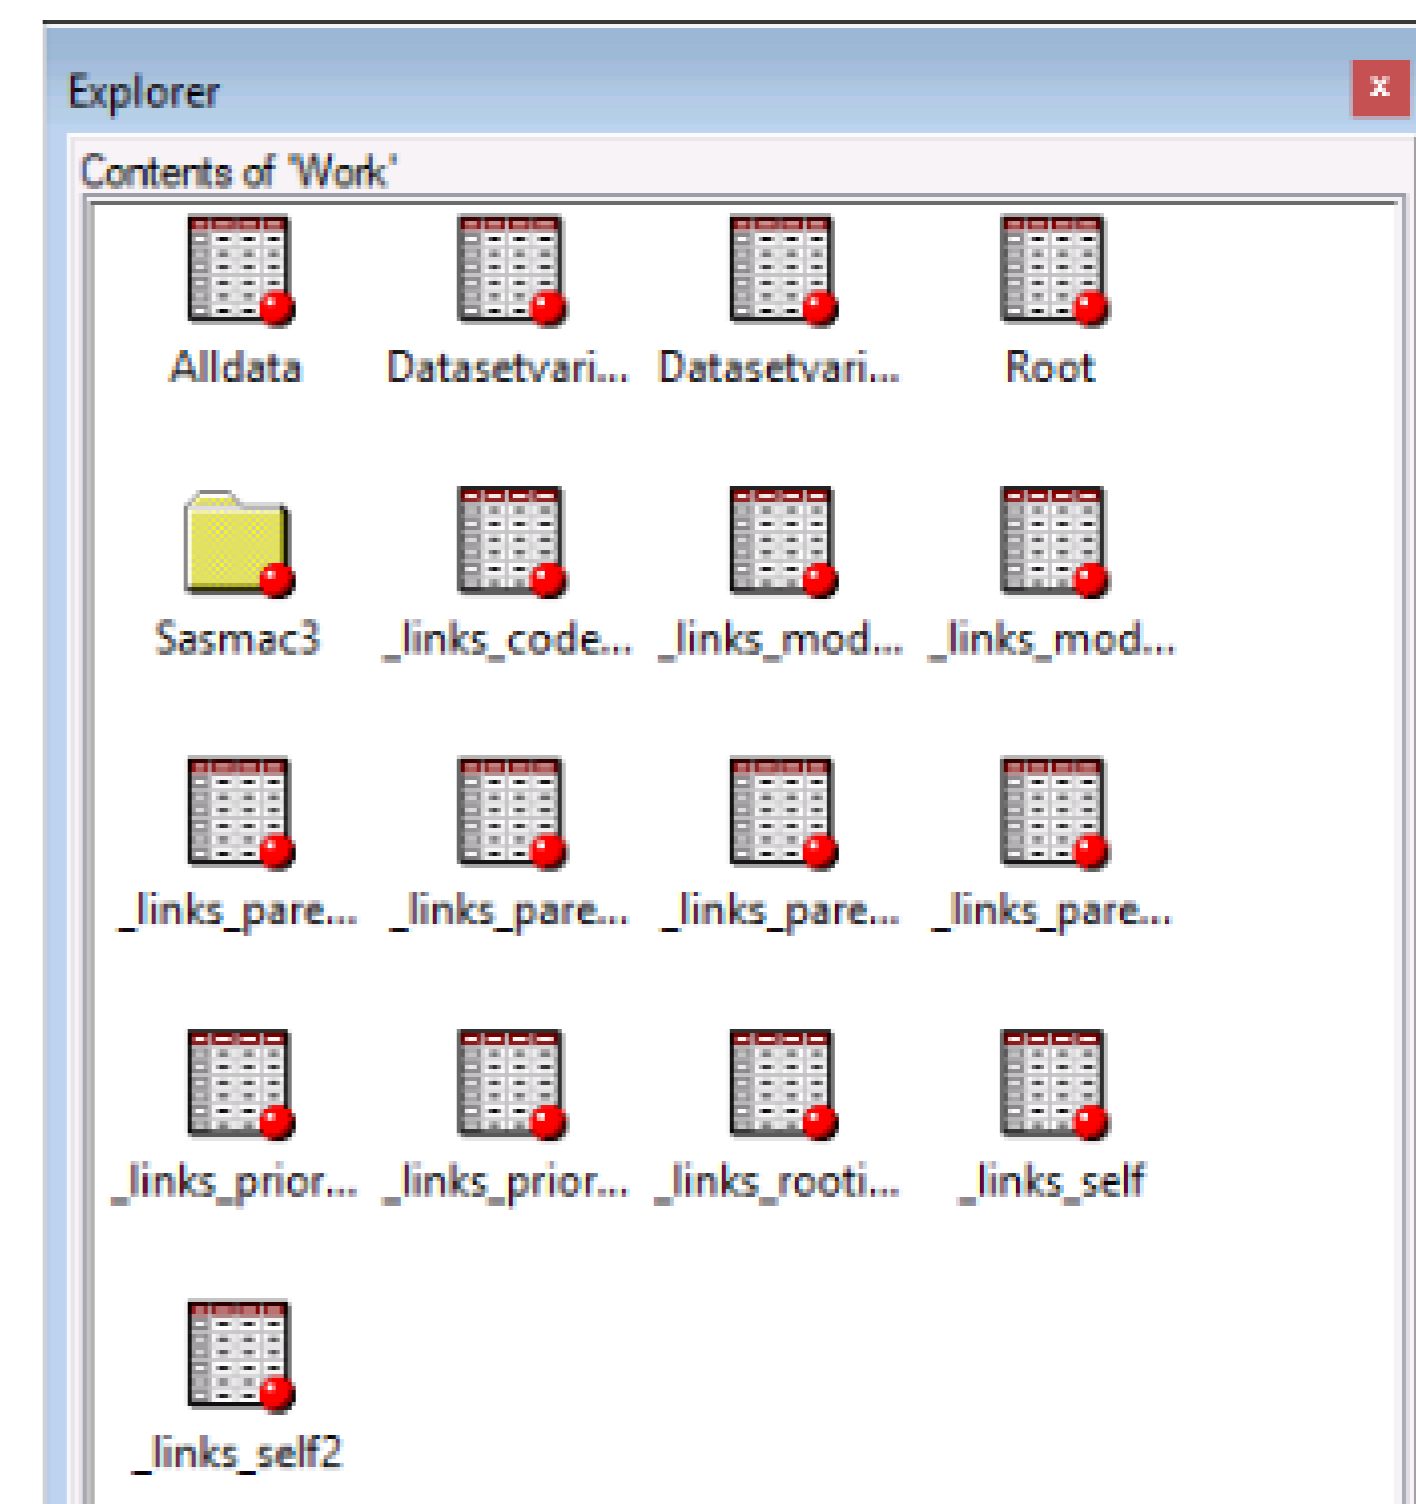 Explorer
x
Contents of 'Work'
Alldata Datasetvari... Datasetvari... Root
Sasmac3 _links_code... _links_mod... _links_mod...
_links_pare... _links_pare... _links_pare... _links_pare...
_links_prior... _links_prior... _links_rooti... _links_self
_links_self2